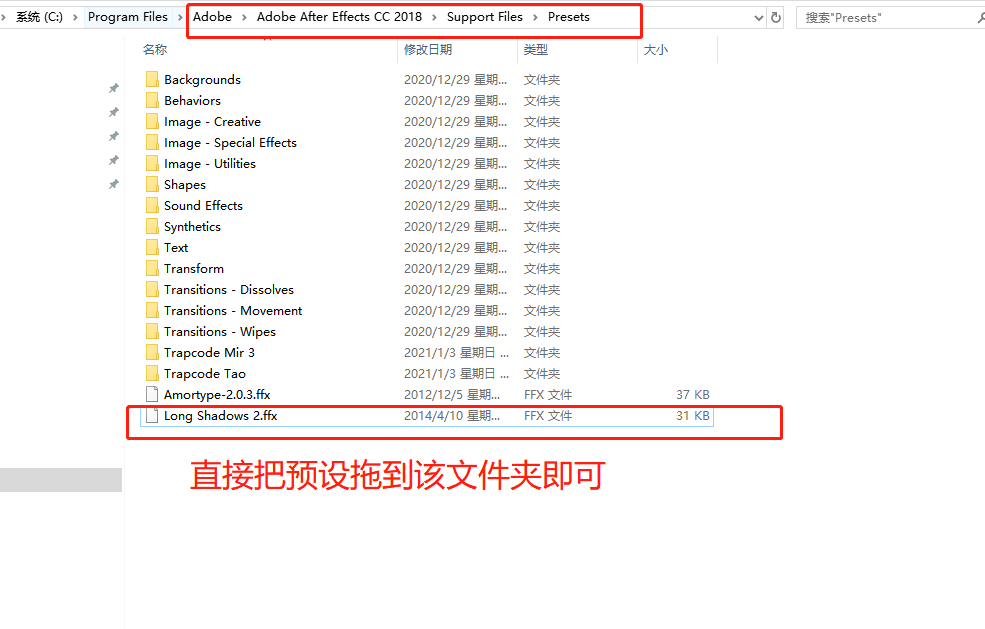 系统 (C:) › Program Files › Adobe › Adobe After Effects CC 2018 › Support Files › Presets 搜索"Presets"
名称 修改日期 类型 大小
Backgrounds 2020/12/29 星期... 文件夹
Behaviors 2020/12/29 星期... 文件夹
Image - Creative 2020/12/29 星期... 文件夹
Image - Special Effects 2020/12/29 星期... 文件夹
Image - Utilities 2020/12/29 星期... 文件夹
Shapes 2020/12/29 星期... 文件夹
Sound Effects 2020/12/29 星期... 文件夹
Synthetics 2020/12/29 星期... 文件夹
Text 2020/12/29 星期... 文件夹
Transform 2020/12/29 星期... 文件夹
Transitions - Dissolves 2020/12/29 星期... 文件夹
Transitions - Movement 2020/12/29 星期... 文件夹
Transitions - Wipes 2020/12/29 星期... 文件夹
Trapcode Mir 3 2021/1/3 星期日 ... 文件夹
Trapcode Tao 2021/1/3 星期日 ... 文件夹
Amortype-2.0.3.ffx 2012/12/5 星期... FFX 文件 37 KB
Long Shadows 2.ffx 2014/4/10 星期... FFX 文件 31 KB
直接把预设拖到该文件夹即可